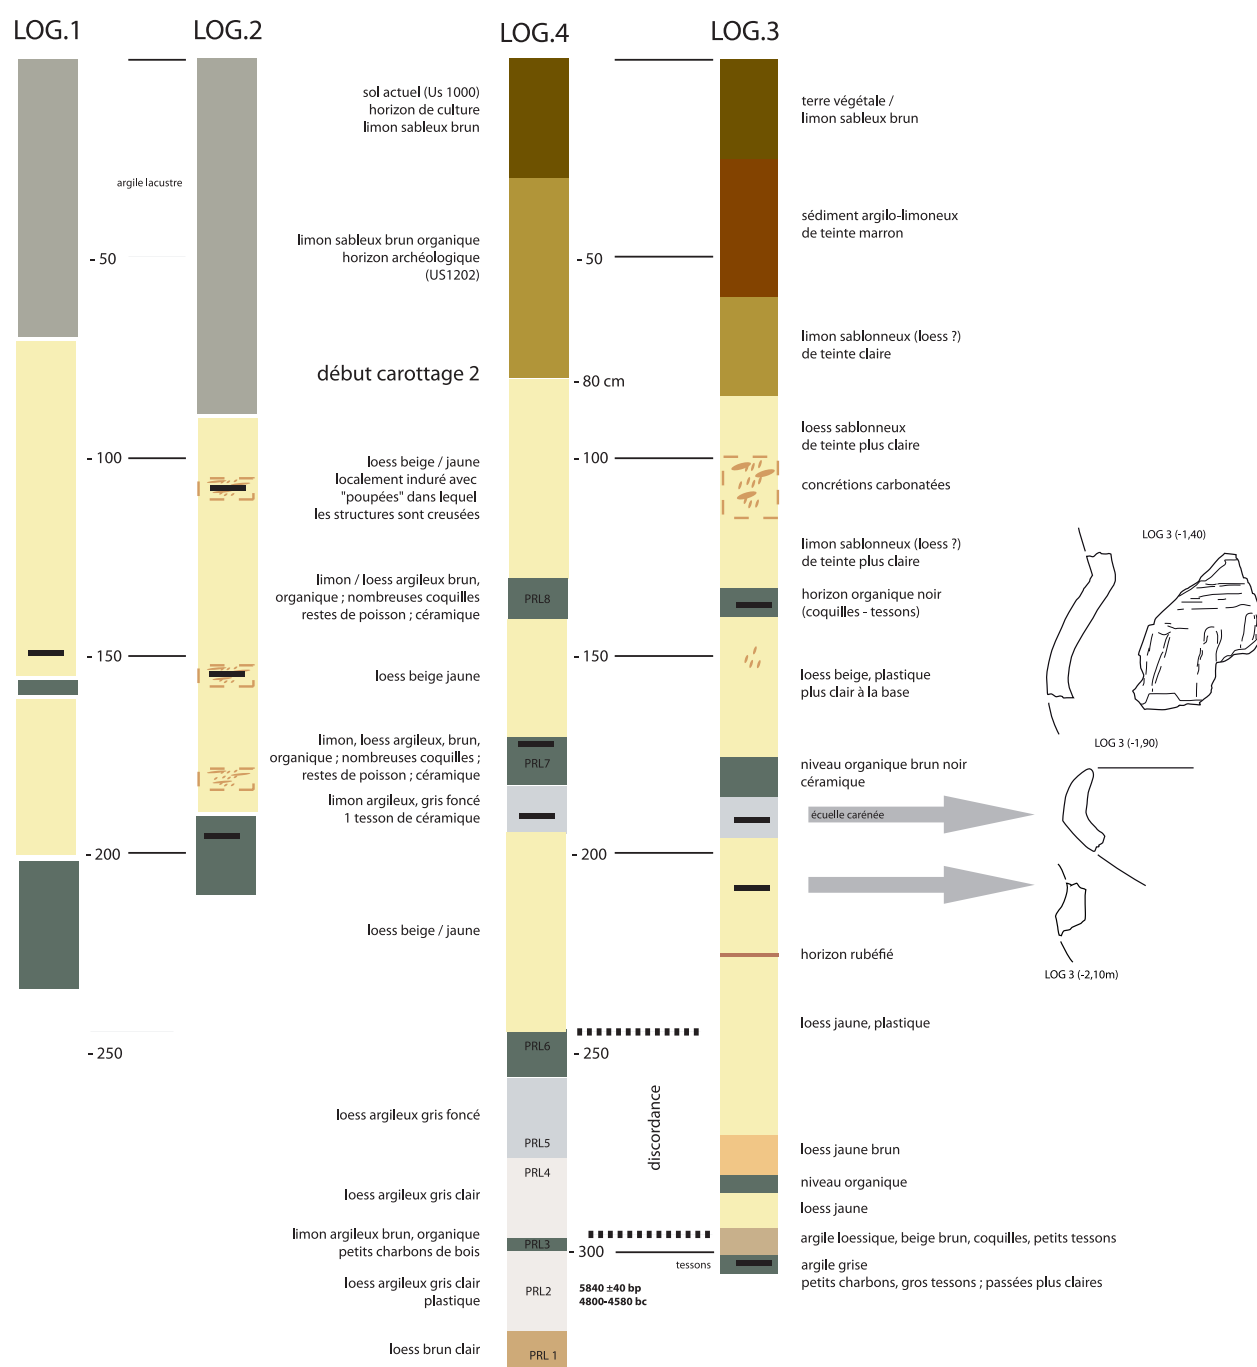 LOG.1
LOG.2
LOG.4
LOG.3
argile lacustre
- 50
- 100
- 150
- 200
- 250
sol actuel (Us 1000)
horizon de culture
limon sableux brun
limon sableux brun organique
horizon archéologique
(US1202)
début carottage 2
loess beige / jaune
localement induré avec
"poupées" dans lequel
les structures sont creusées
limon / loess argileux brun,
organique ; nombreuses coquilles
restes de poisson ; céramique
loess beige jaune
limon, loess argileux, brun,
organique ; nombreuses coquilles ;
restes de poisson ; céramique
limon argileux, gris foncé
1 tesson de céramique
loess beige / jaune
loess argileux gris foncé
loess argileux gris clair
limon argileux brun, organique
petits charbons de bois
loess argileux gris clair
plastique
loess brun clair
PRL8
PRL7
PRL6
PRL5
PRL4
PRL3
PRL2
PRL 1
- 50
- 80 cm
- 100
- 150
- 200
- 250
discordance
- 300
tessons
5840 ±40 bp
4800-4580 bc
terre végétale /
limon sableux brun
sédiment argilo-limoneux
de teinte marron
limon sablonneux (loess ?)
de teinte claire
loess sablonneux
de teinte plus claire
concrétions carbonatées
limon sablonneux (loess ?)
de teinte plus claire
horizon organique noir
(coquilles - tessons)
loess beige, plastique
plus clair à la base
niveau organique brun noir
céramique
écuelle carénée
horizon rubéfié
loess jaune, plastique
loess jaune brun
niveau organique
loess jaune
argile loessique, beige brun, coquilles, petits tessons
argile grise
petits charbons, gros tessons ; passées plus claires
LOG 3 (-1,40)
LOG 3 (-1,90)
LOG 3 (-2,10m)